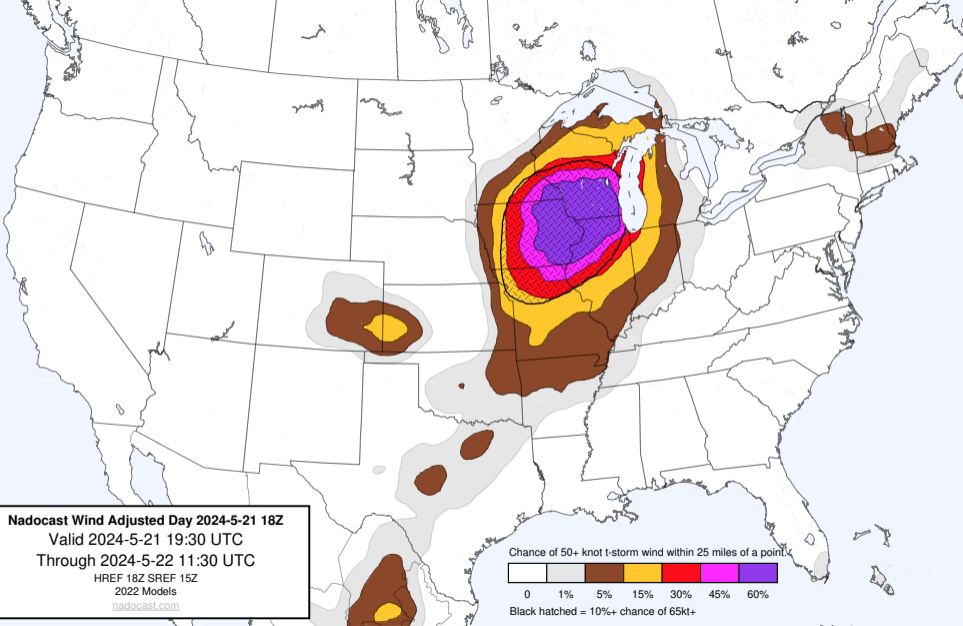 Nadocast Wind Adjusted Day 2024-5-21 18Z
Valid 2024-5-21 19:30 UTC
Through 2024-5-22 11:30 UTC
HREF 18Z SREF 15Z
2022 Models
nadocast.com
Chance of 50+ knot t-storm wind within 25 miles of a point.
0 1% 5% 15% 30% 45% 60%
Black hatched = 10%+ chance of 65kt+